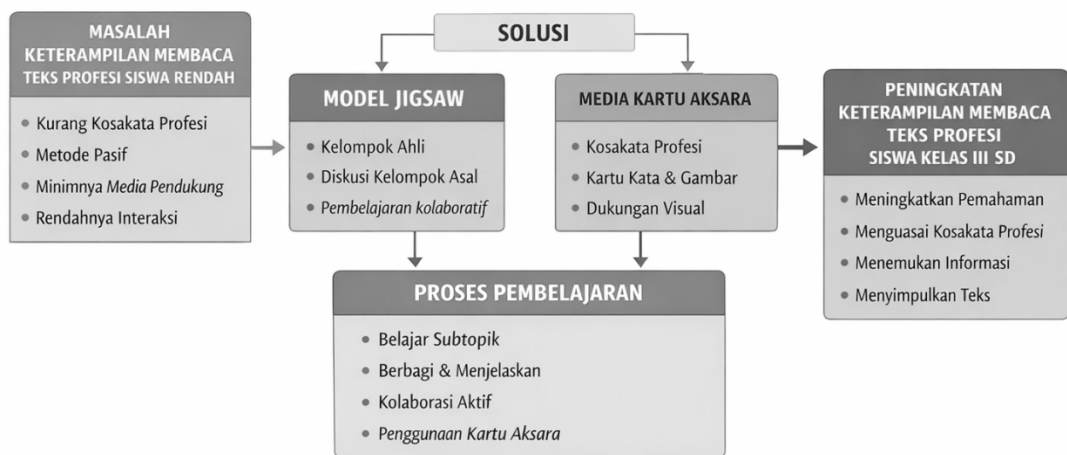 MASALAH
KETERAMPILAN MEMBACA
TEKS PROFESI SISWA RENDAH
• Kurang Kosakata Profesi
• Metode Pasif
• Minimnya Media Pendukung
• Rendahnya Interaksi
SOLUSI
MODEL JIGSAW
• Kelompok Ahli
• Diskusi Kelompok Asal
• Pembelajaran kolaboratif
MEDIA KARTU AKSARA
• Kosakata Profesi
• Kartu Kata & Gambar
• Dukungan Visual
PROSES PEMBELAJARAN
• Belajar Subtopik
• Berbagi & Menjelaskan
• Kolaborasi Aktif
• Penggunaan Kartu Aksara
PENINGKATAN
KETERAMPILAN MEMBACA
TEKS PROFESI
SISWA KELAS III SD
• Meningkatkan Pemahaman
• Menguasai Kosakata Profesi
• Menemukan Informasi
• Menyimpulkan Teks